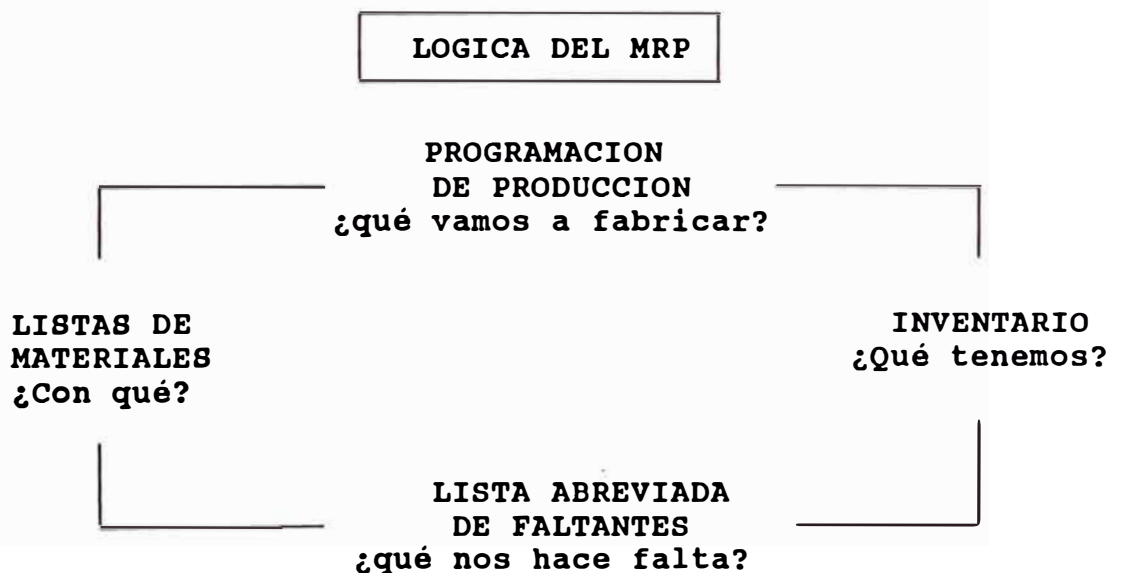 LOGICA DEL MRP
PROGRAMACION
DE PRODUCCION
¿qué vamos a fabricar?
LISTAS DE
MATERIALES
¿Con qué?
INVENTARIO
¿Qué tenemos?
LISTA ABREVIADA
DE FALTANTES
¿qué nos hace falta?